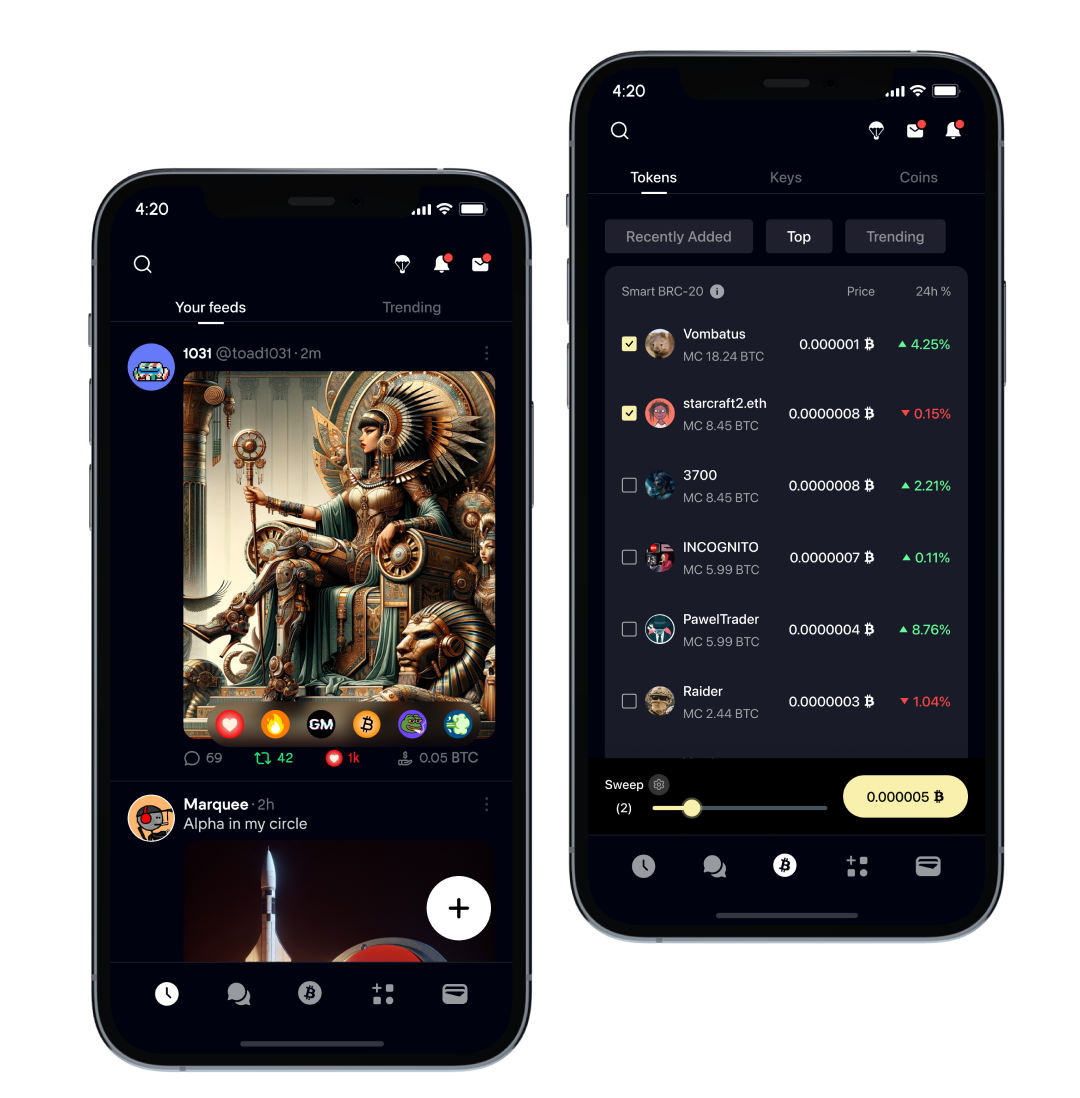 4:20
Your feeds
Trending
1031 @toad1031 · 2m
GM
69
42
1k
0.05 BTC
Marquee · 2h
Alpha in my circle
4:20
Tokens
Keys
Coins
Recently Added
Top
Trending
Smart BRC-20
Price
24h %
Vombatus
MC 18.24 BTC
0.000001 ₿
4.25%
starcraft2.eth
MC 8.45 BTC
0.0000008 ₿
0.15%
3700
MC 8.45 BTC
0.0000008 ₿
2.21%
INCOGNITO
MC 5.99 BTC
0.0000007 ₿
0.11%
PawelTrader
MC 5.99 BTC
0.0000004 ₿
8.76%
Raider
MC 2.44 BTC
0.0000003 ₿
1.04%
Sweep
(2)
0.000005 ₿